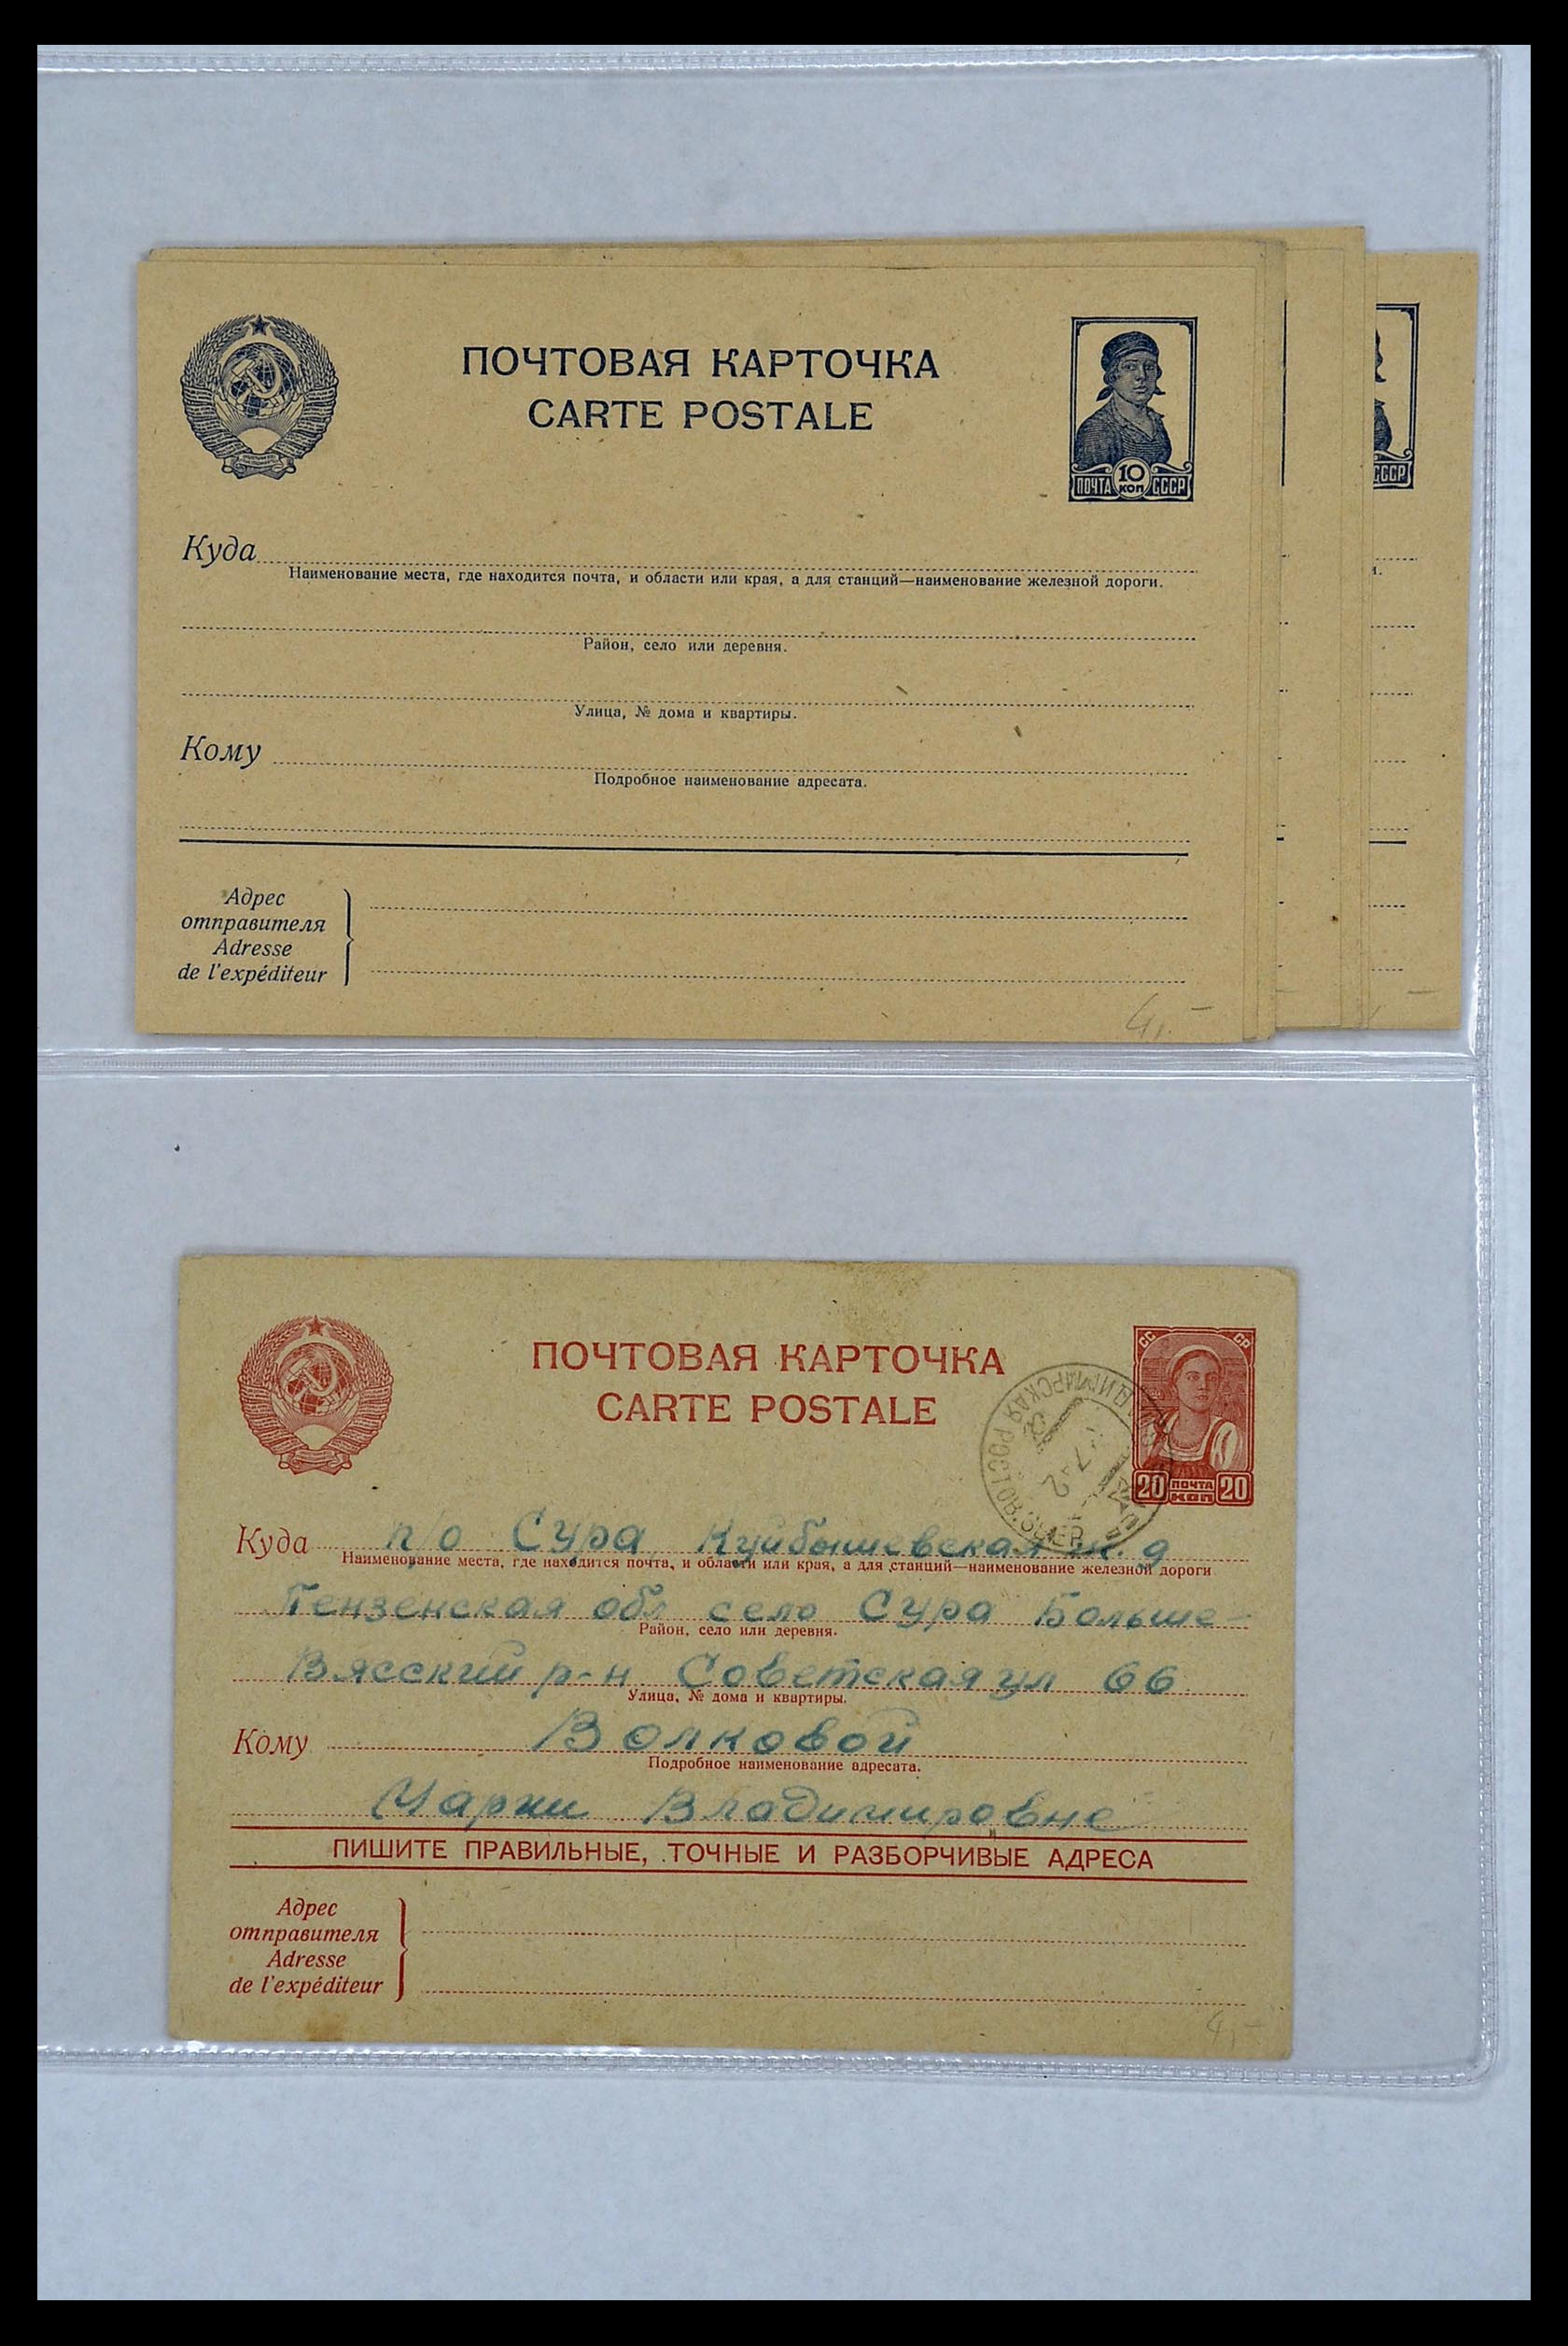 ПОЧТОВАЯ КАРТОЧКА
CARTE POSTALE
ПОЧТА 10 КОП СССР
СССР
Куда
Наименование места, где находится почта, и области или края, а для станций—наименование железной дороги.
и.
Район, село или деревня.
Улица, № дома и квартиры.
Кому
Подробное наименование адресата.
Адрес
отправителя
Adresse
de l'expéditeur
4,-
ПОЧТОВАЯ КАРТОЧКА
CARTE POSTALE
СС СР
20 ПОЧТА КОП 20
Куда п/о Сура Куйбышевская ж.д
Наименование места, где находится почта, и области или края, а для станций—наименование железной дороги
Пензенская обл село Сура Больше-
Район, село или деревня.
Вясский р-н Советская ул 66
Улица, № дома и квартиры.
Кому Волковой
Подробное наименование адресата.
Владимировне
ПИШИТЕ ПРАВИЛЬНЫЕ, ТОЧНЫЕ И РАЗБОРЧИВЫЕ АДРЕСА
Адрес
отправителя
Adresse
de l'expéditeur
4,-